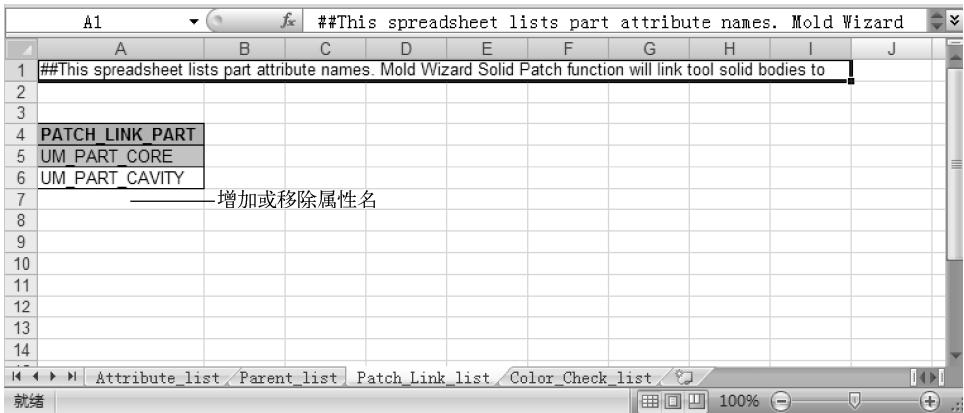 A1 fx ##This spreadsheet lists part attribute names. Mold Wizard
A B C D E F G H I J
1 ##This spreadsheet lists part attribute names. Mold Wizard Solid Patch function will link tool solid bodies to
2
3
4 PATCH_LINK_PART
5 UM_PART_CORE
6 UM_PART_CAVITY
7 增加或移除属性名
8
9
10
11
12
13
14
Attribute_list Parent_list Patch_Link_list Color_Check_list
就绪 100%